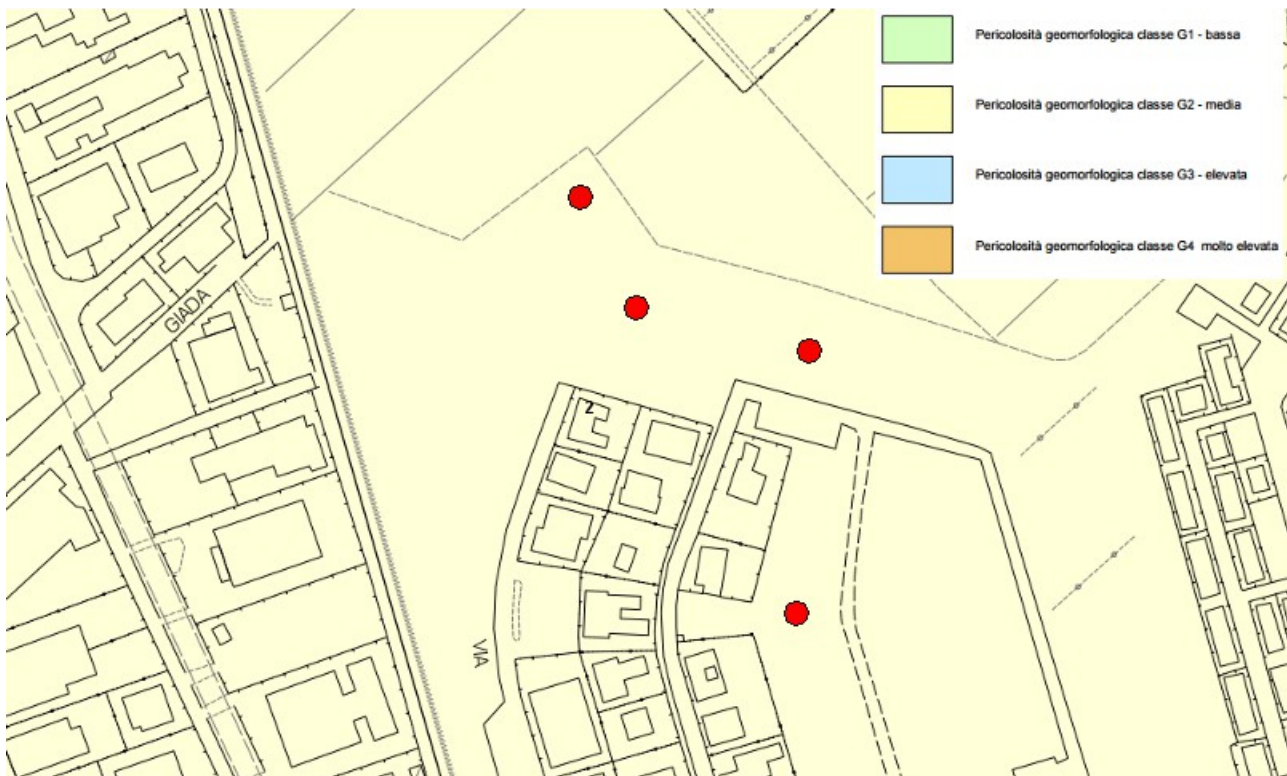 Pericolosità geomorfologica classe G1 - bassa
Pericolosità geomorfologica classe G2 - media
Pericolosità geomorfologica classe G3 - elevata
Pericolosità geomorfologica classe G4 molto elevata
GIADA
2
VIA